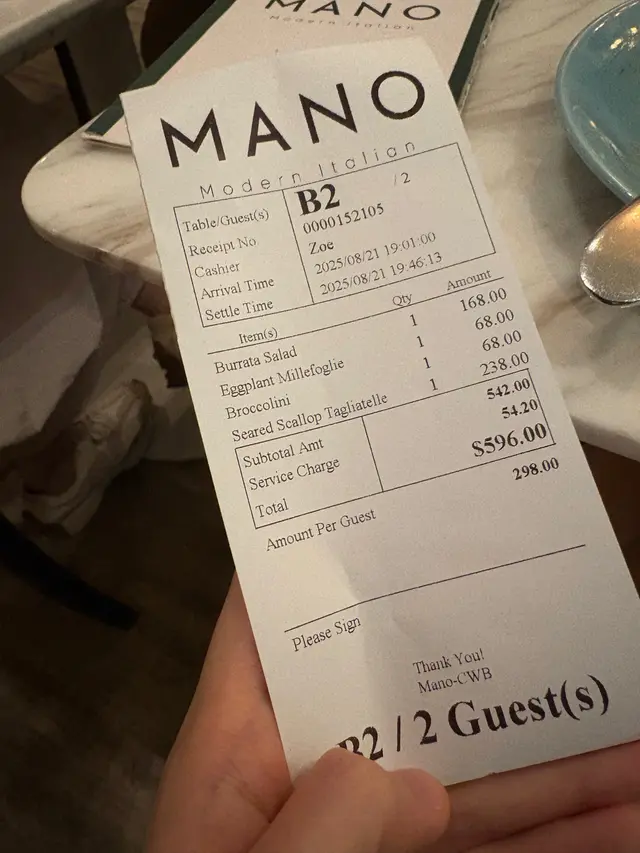 MANO
Modern Italian
MANO
Modern Italian
Table/Guest(s) B2 / 2
Receipt No 0000152105
Cashier Zoe
Arrival Time 2025/08/21 19:01:00
Settle Time 2025/08/21 19:46:13
Item(s) Qty Amount
Burrata Salad 1 168.00
Eggplant Millefoglie 1 68.00
Broccolini 1 68.00
Seared Scallop Tagliatelle 1 238.00
Subtotal Amt 542.00
Service Charge 54.20
Total $596.00
Amount Per Guest 298.00
Please Sign
Thank You!
Mano-CWB
B2 / 2 Guest(s)